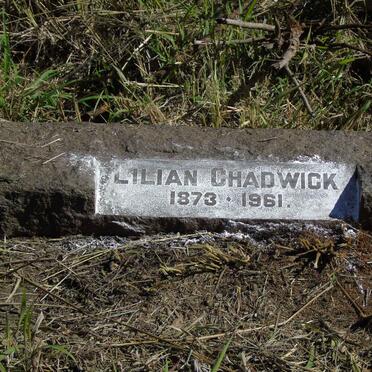 LILIAN CHADWICK
1873 · 1961.